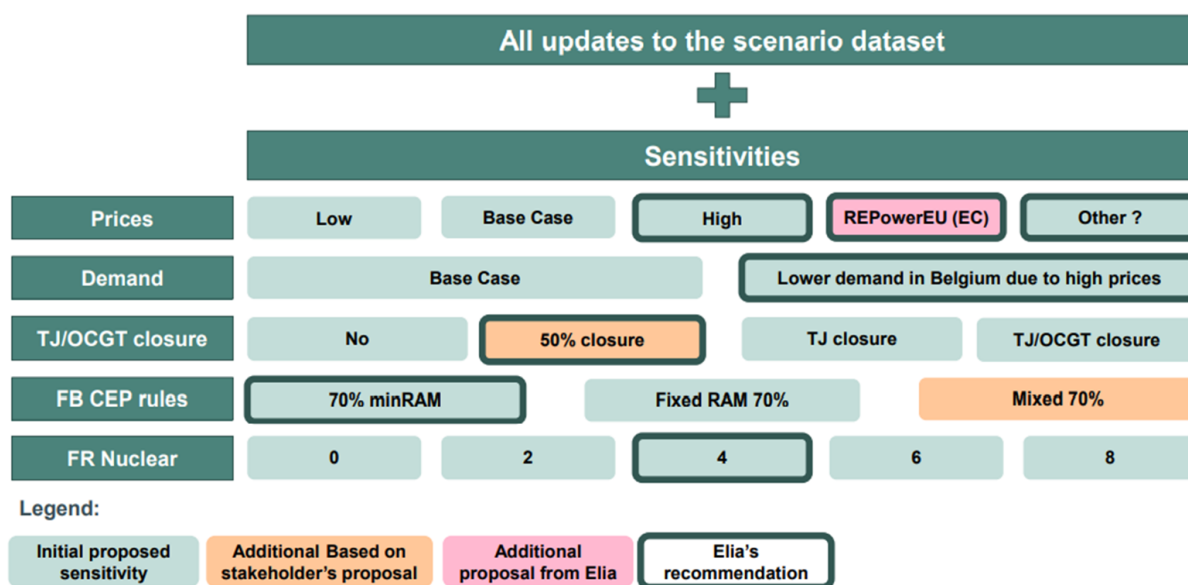 All updates to the scenario dataset
Sensitivities
Prices Low Base Case High REPowerEU (EC) Other ?
Demand Base Case Lower demand in Belgium due to high prices
TJ/OCGT closure No 50% closure TJ closure TJ/OCGT closure
FB CEP rules 70% minRAM Fixed RAM 70% Mixed 70%
FR Nuclear 0 2 4 6 8
Legend:
Initial proposed
sensitivity
Additional Based on
stakeholder's proposal
Additional
proposal from Elia
Elia's
recommendation